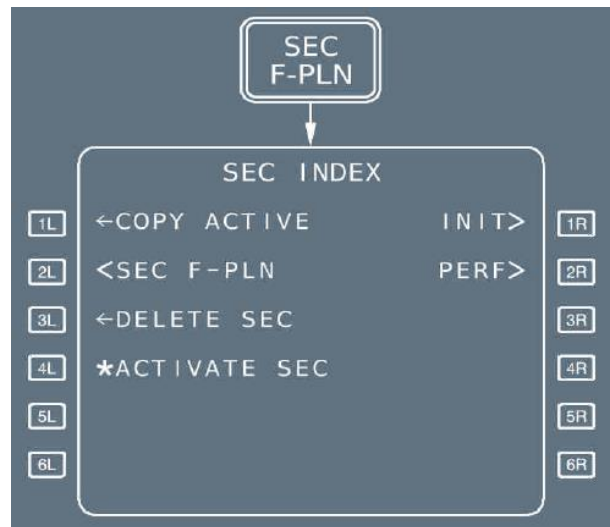 SEC
F-PLN
SEC INDEX
1L ←COPY ACTIVE INIT> 1R
2L <SEC F-PLN PERF> 2R
3L ←DELETE SEC 3R
4L *ACTIVATE SEC 4R
5L 5R
6L 6R